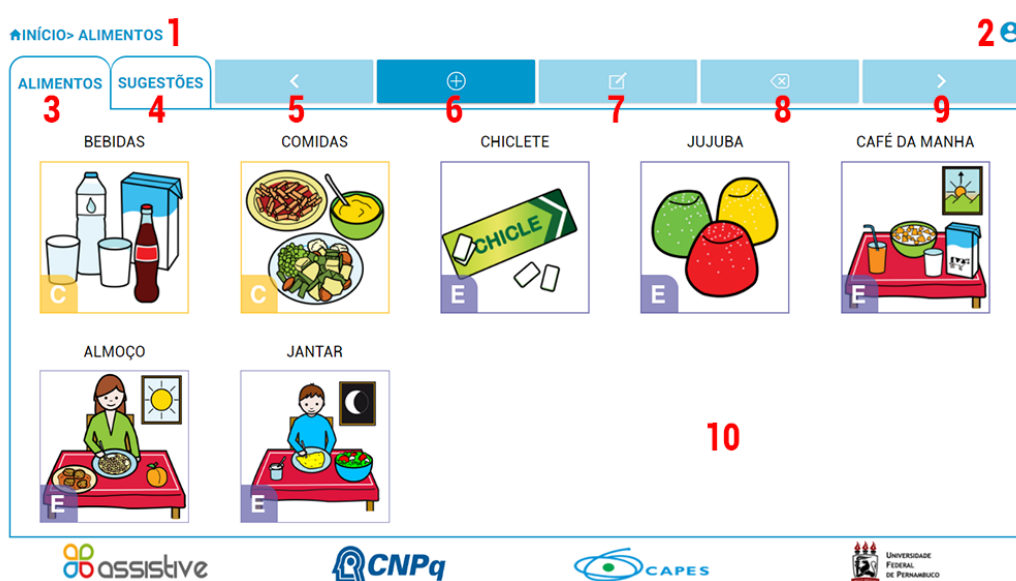 INÍCIO> ALIMENTOS 1 2
ALIMENTOS SUGESTÕES
3 4 5 6 7 8 9
BEBIDAS COMIDAS CHICLETE JUJUBA CAFÉ DA MANHA
CHICLE
C C E E E
ALMOÇO JANTAR
10
E E
assistive CNPq CAPES
UNIVERSIDADE
FEDERAL
DE PERNAMBUCO